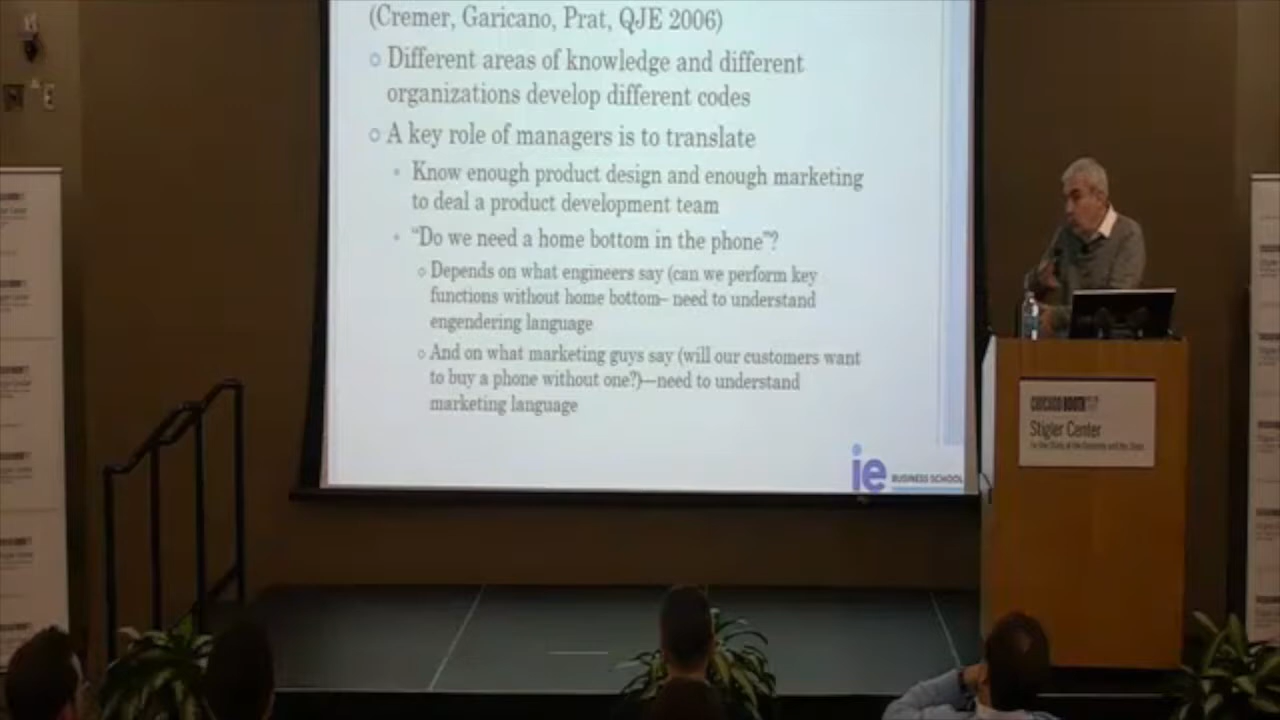 (Cremer, Garicano, Prat, QJE 2006)
Different areas of knowledge and different
organizations develop different codes
A key role of managers is to translate
Know enough product design and enough marketing
to deal a product development team
“Do we need a home bottom in the phone”?
Depends on what engineers say (can we perform key
functions without home bottom– need to understand
engendering language
And on what marketing guys say (will our customers want
to buy a phone without one?)—need to understand
marketing language
ie BUSINESS SCHOOL
CHICAGO BOOTH
Stigler Center